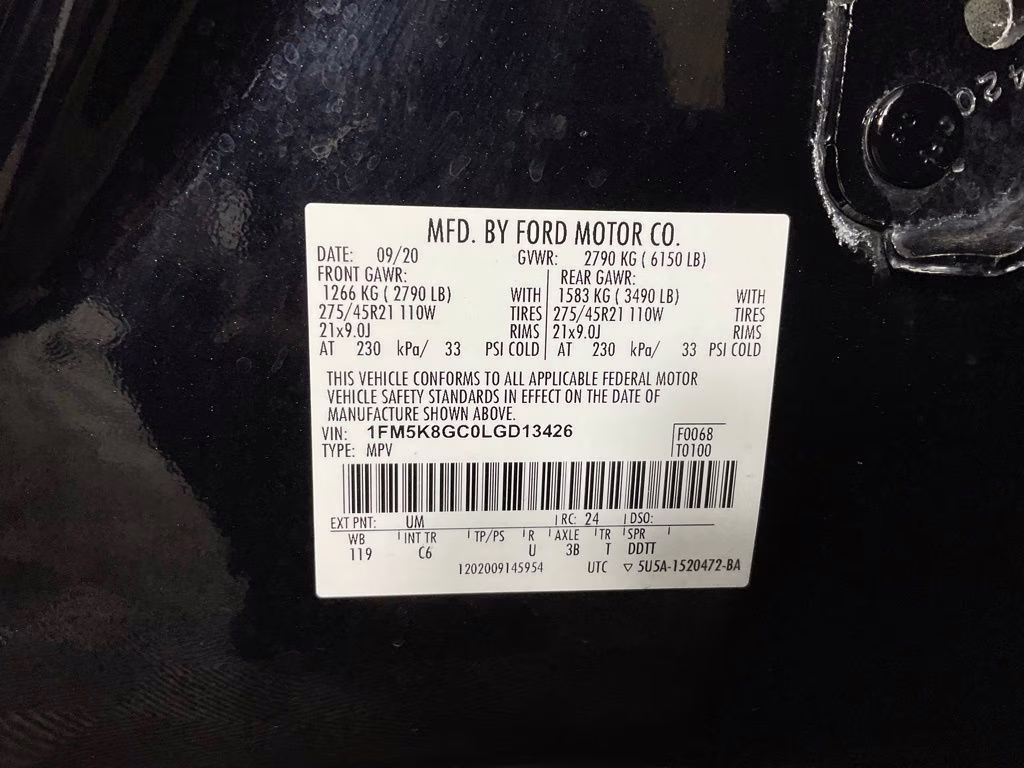 MFD. BY FORD MOTOR CO.
DATE: 09/20 GVWR: 2790 KG ( 6150 LB)
FRONT GAWR: REAR GAWR:
1266 KG ( 2790 LB) WITH 1583 KG ( 3490 LB) WITH
275/45R21 110W TIRES 275/45R21 110W TIRES
21x9.0J RIMS 21x9.0J RIMS
AT 230 kPa/ 33 PSI COLD AT 230 kPa/ 33 PSI COLD
THIS VEHICLE CONFORMS TO ALL APPLICABLE FEDERAL MOTOR
VEHICLE SAFETY STANDARDS IN EFFECT ON THE DATE OF
MANUFACTURE SHOWN ABOVE.
VIN: 1FM5K8GC0LGD13426 F0068
TYPE: MPV T0100
EXT PNT: UM RC: 24 DSO:
WB INT TR TP/PS R AXLE TR SPR
119 C6 U 3B T DDTT
1202009145954 UTC ▽ 5U5A-1520472-BA